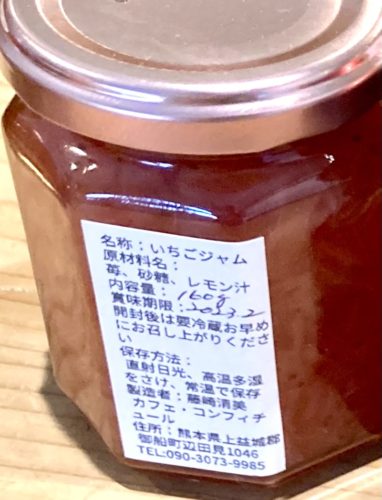 名称：いちごジャム
原材料名：
苺、砂糖、レモン汁
内容量：160g
賞味期限：2023.2
開封後は要冷蔵お早め
にお召し上がりくださ
い
保存方法：
直射日光、高温多湿
をさけ、常温で保存
製造者：藤崎清美
カフェ・コンフィチ
ュール
住所：熊本県上益城郡
御船町辺田見1046
TEL:090-3073-9985